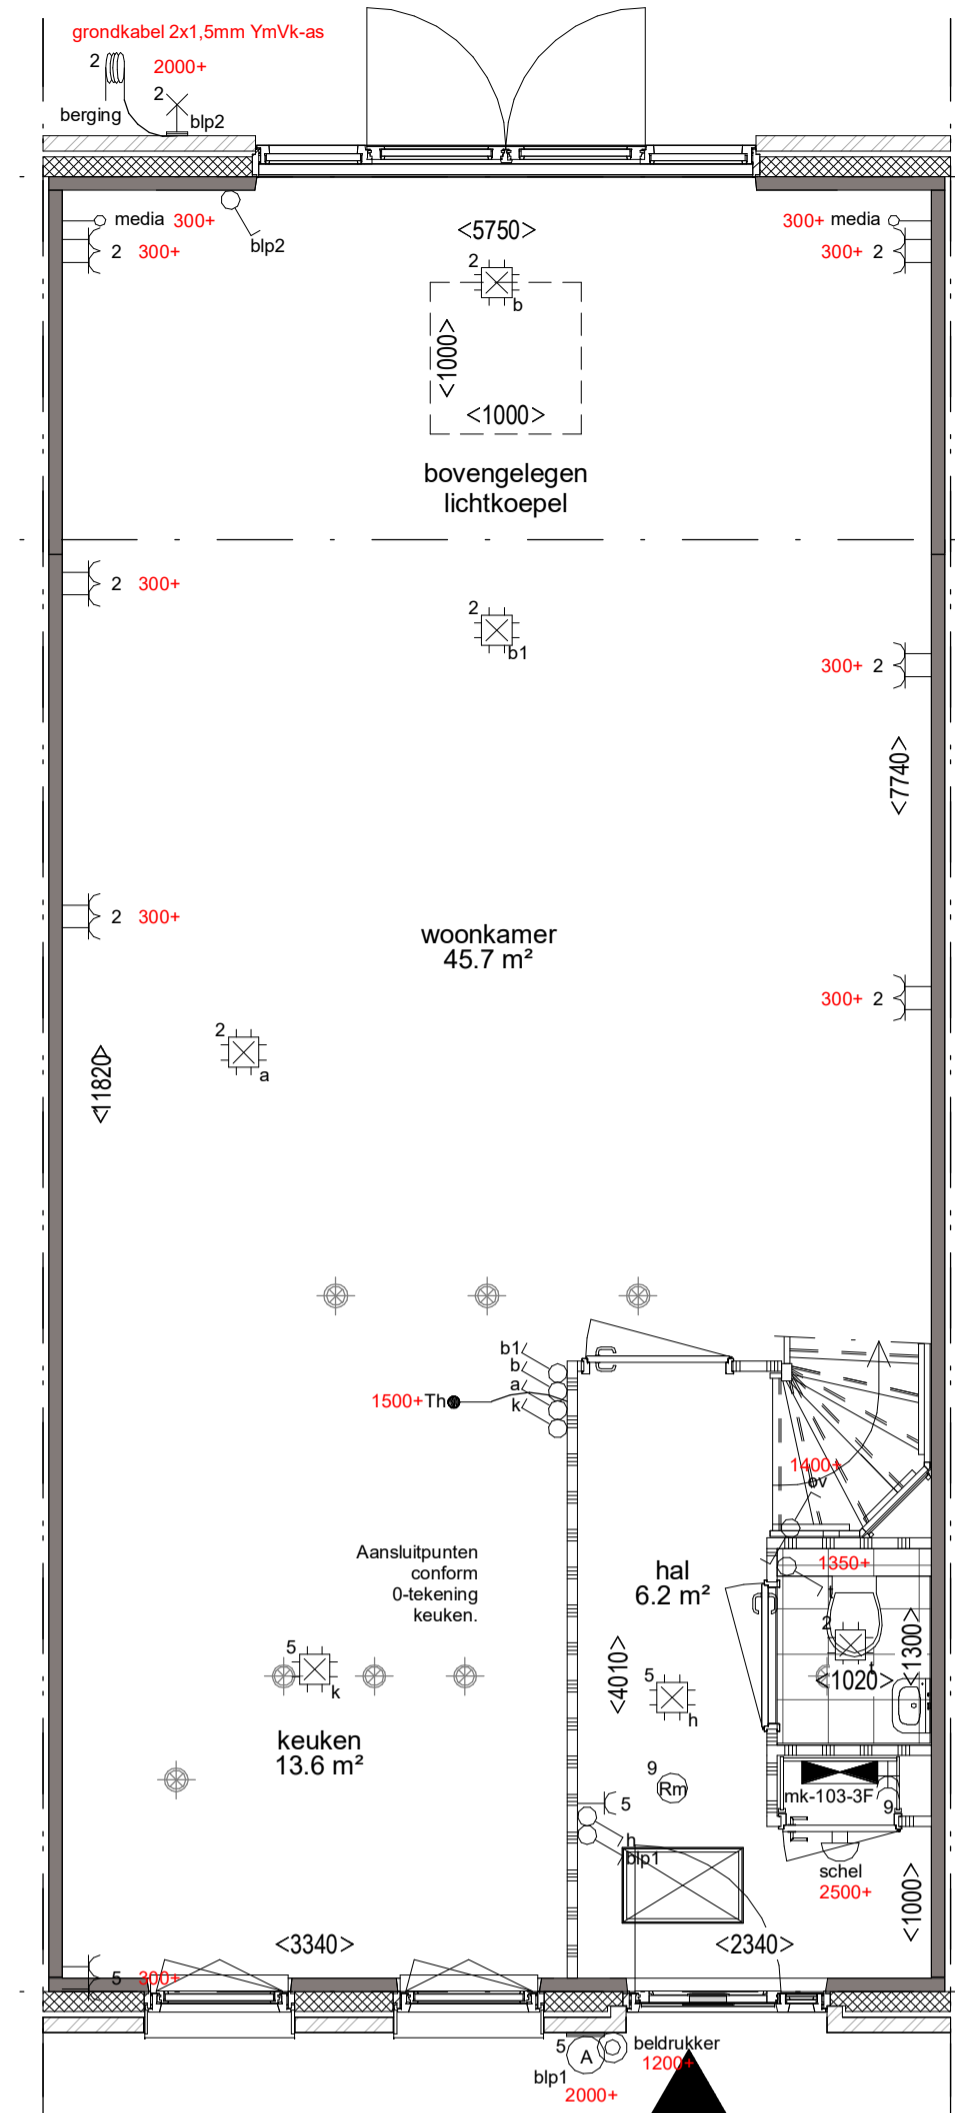 grondkabel 2x1,5mm YmVk-as
2 2000+
2
berging blp2
media 300+
300+ media
2 300+
blp2
<5750>
300+ 2
2
b
<1000>
<1000>
bovengelegen
lichtkoepel
2 300+
2
b1
300+ 2
<7740>
2 300+
woonkamer
45.7 m²
300+ 2
2
a
<11820>
b1
b
a
k
1500+ Th
1400+
v
Aansluitpunten
conform
0-tekening
keuken.
hal
6.2 m²
1350+
t
2
t
<1300>
<1020>
<4010>
5
k
5
h
keuken
13.6 m²
9
Rm
mk-103-3F
9
5
h
blp1
schel
2500+
<1000>
<3340>
<2340>
5 300+
5
A
blp1
2000+
beldrukker
1200+